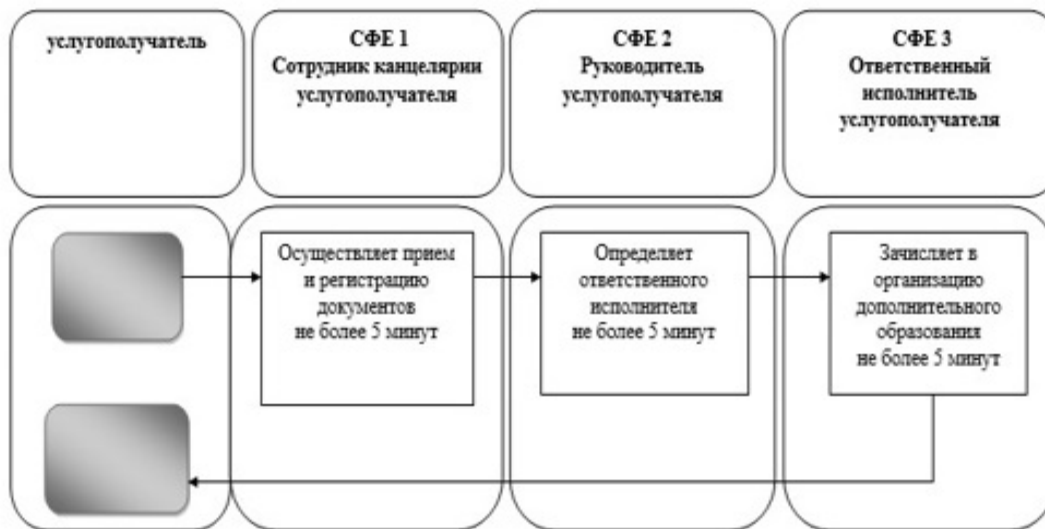 услугополучатель
СФЕ 1
Сотрудник канцелярии
услугополучателя
СФЕ 2
Руководитель
услугополучателя
СФЕ 3
Ответственный
исполнитель
услугополучателя
Осуществляет прием
и регистрацию
документов
не более 5 минут
Определяет
ответственного
исполнителя
не более 5 минут
Зачисляет в
организацию
дополнительного
образования
не более 5 минут